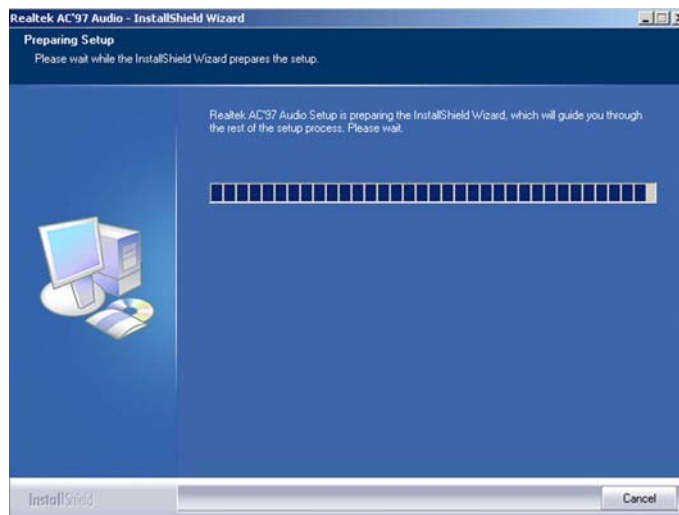 Realtek AC'97 Audio - InstallShield Wizard
Preparing Setup
Please wait while the InstallShield Wizard prepares the setup.
Realtek AC'97 Audio Setup is preparing the InstallShield Wizard, which will guide you through
the rest of the setup process. Please wait.
InstallShield
Cancel